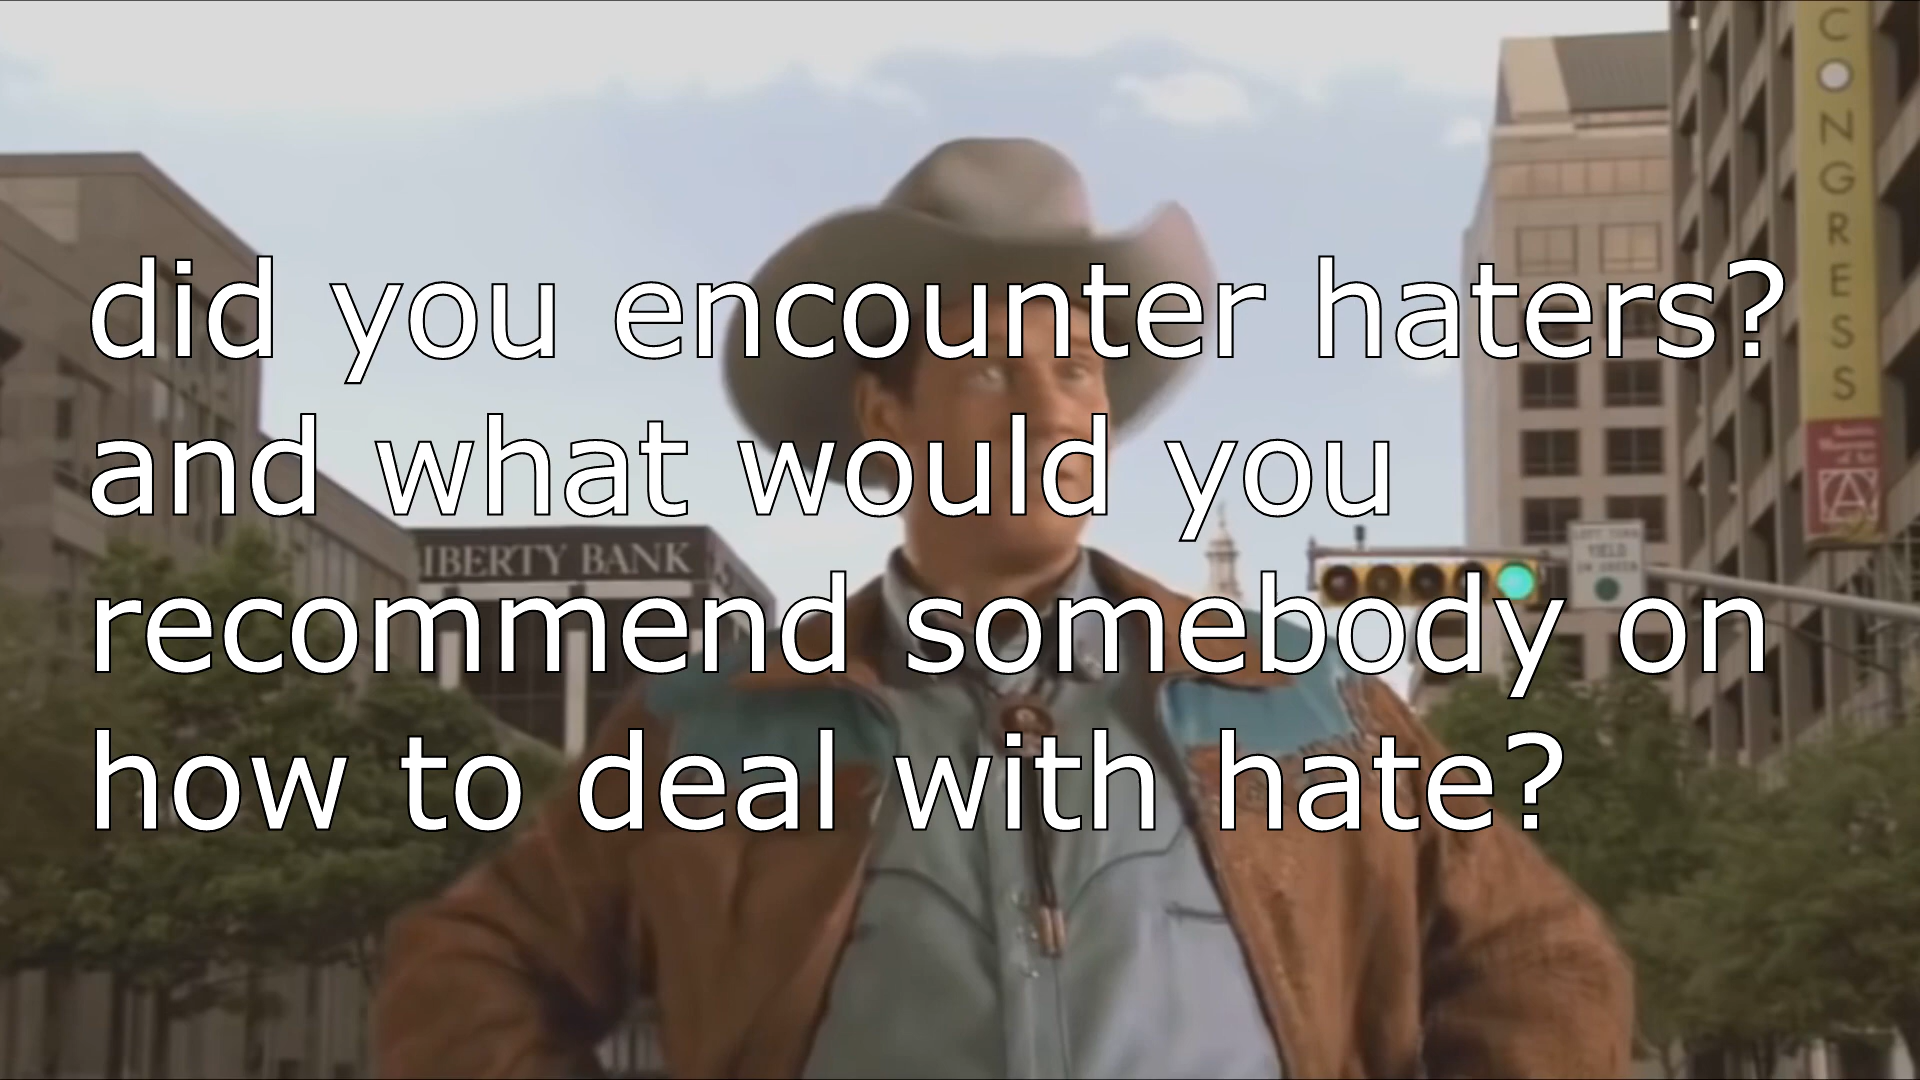 did you encounter haters?
and what would you
recommend somebody on
how to deal with hate?
CONGRESS
IBERTY BANK
YIELD